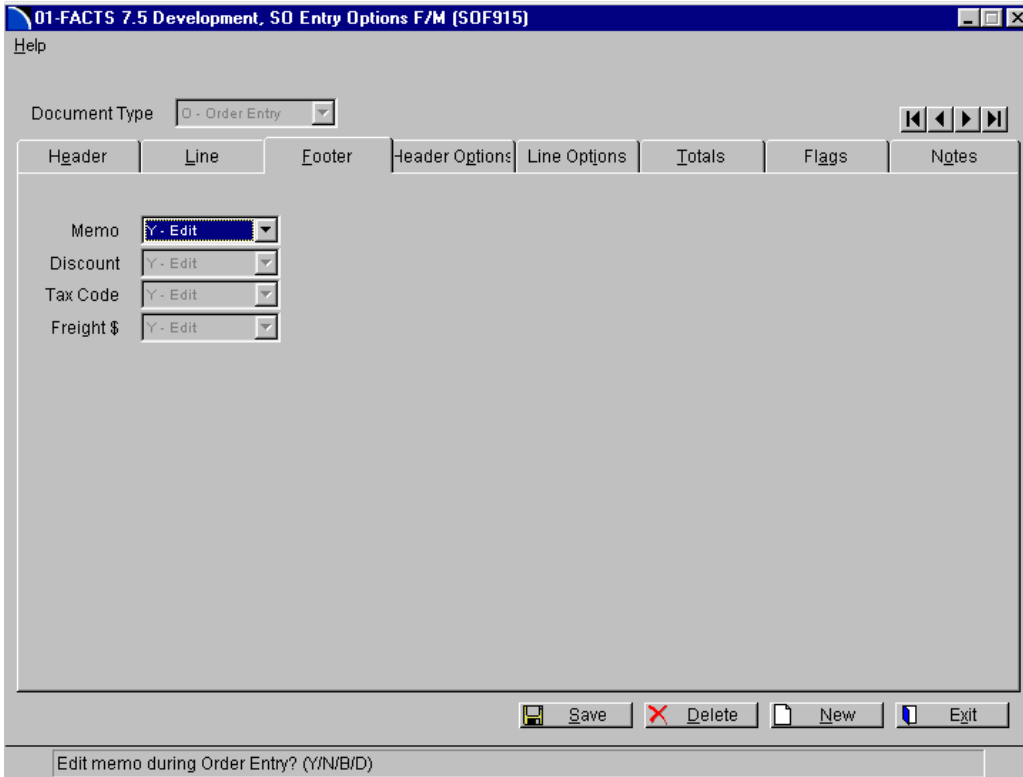 01-FACTS 7.5 Development, SO Entry Options F/M (SOF915)
Help
Document Type O - Order Entry
Header Line Footer Header Options Line Options Totals Flags Notes
Memo Y - Edit
Discount Y - Edit
Tax Code Y - Edit
Freight $ Y - Edit
Save Delete New Exit
Edit memo during Order Entry? (Y/N/B/D)